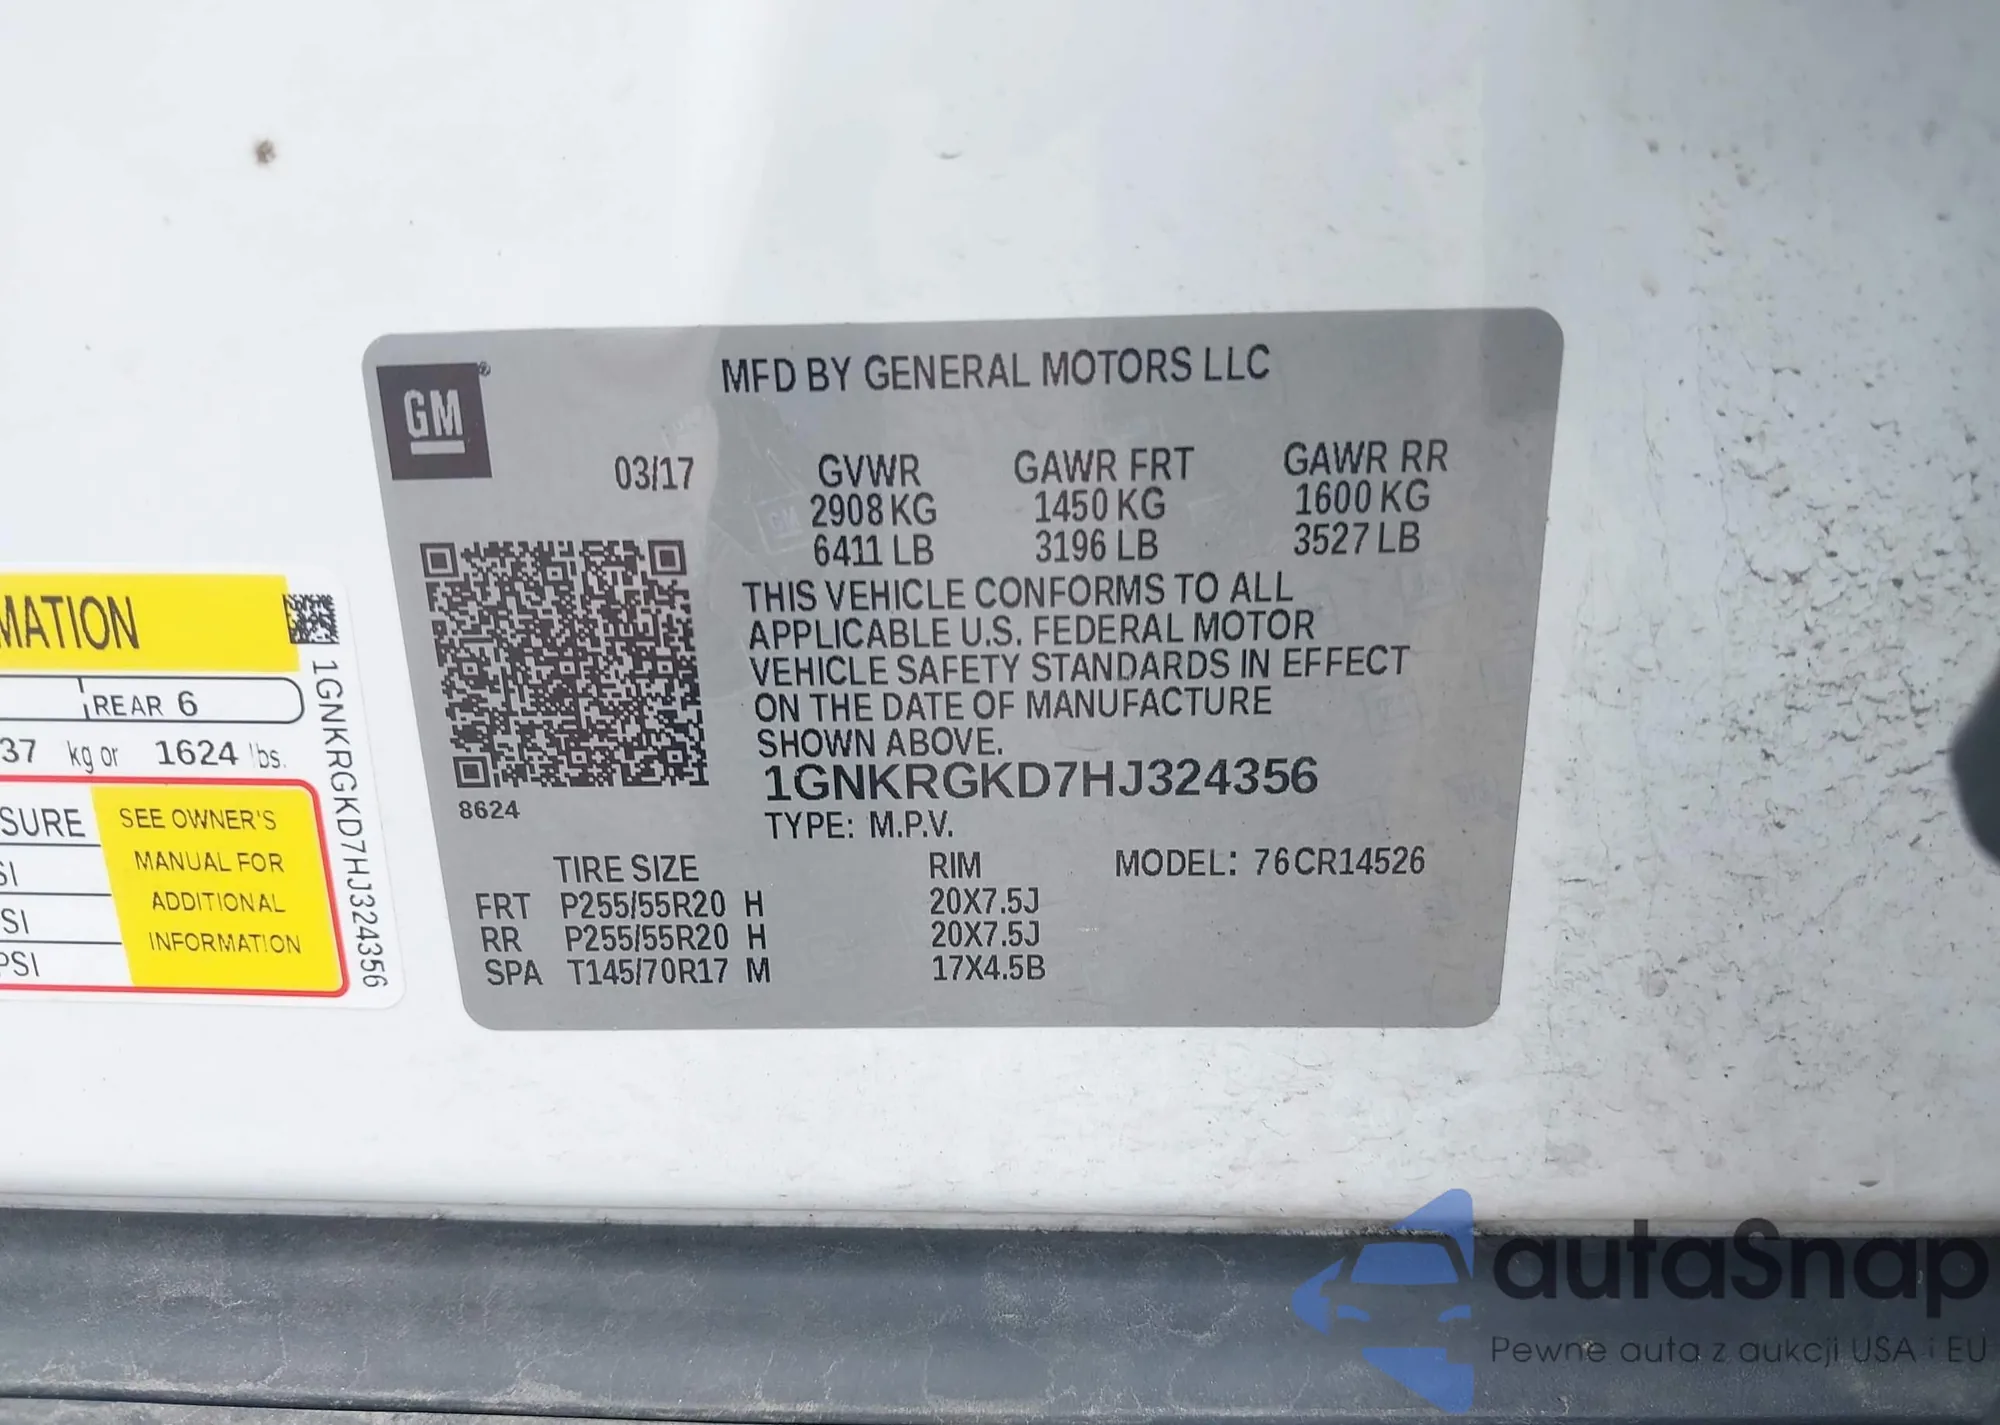 MATION
REAR 6
37 kg or 1624 lbs.
SURE
SI
SI
PSI
SEE OWNER'S
MANUAL FOR
ADDITIONAL
INFORMATION
1GNKRGKD7HJ324356
GM
®
MFD BY GENERAL MOTORS LLC
03/17
GVWR GAWR FRT GAWR RR
2908 KG 1450 KG 1600 KG
6411 LB 3196 LB 3527 LB
THIS VEHICLE CONFORMS TO ALL
APPLICABLE U.S. FEDERAL MOTOR
VEHICLE SAFETY STANDARDS IN EFFECT
ON THE DATE OF MANUFACTURE
SHOWN ABOVE.
1GNKRGKD7HJ324356
8624
TYPE: M.P.V.
TIRE SIZE RIM MODEL: 76CR14526
FRT P255/55R20 H 20X7.5J
RR P255/55R20 H 20X7.5J
SPA T145/70R17 M 17X4.5B
autaSnap
Pewne auta z aukcji USA i EU